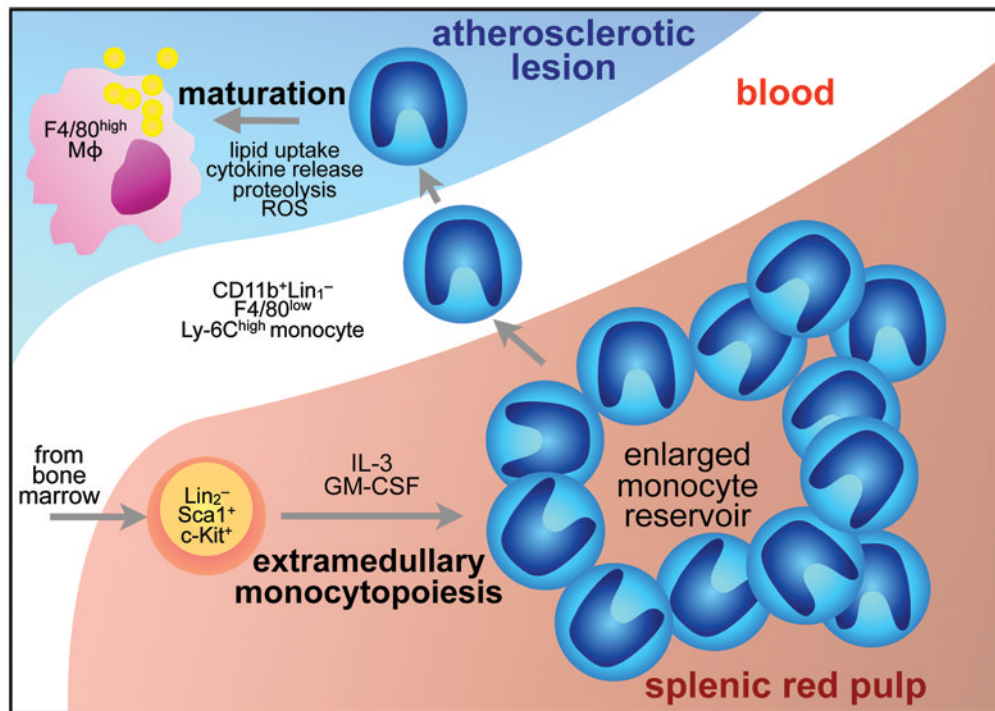 atherosclerotic
lesion
blood
maturation
F4/80ʰⁱᵍʰ
Mϕ
lipid uptake
cytokine release
proteolysis
ROS
CD11b⁺Lin₁⁻
F4/80ˡᵒʷ
Ly-6Cʰⁱᵍʰ monocyte
from
bone
marrow
Lin₂⁻
Sca1⁺
c-Kit⁺
IL-3
GM-CSF
extramedullary
monocytopoiesis
enlarged
monocyte
reservoir
splenic red pulp